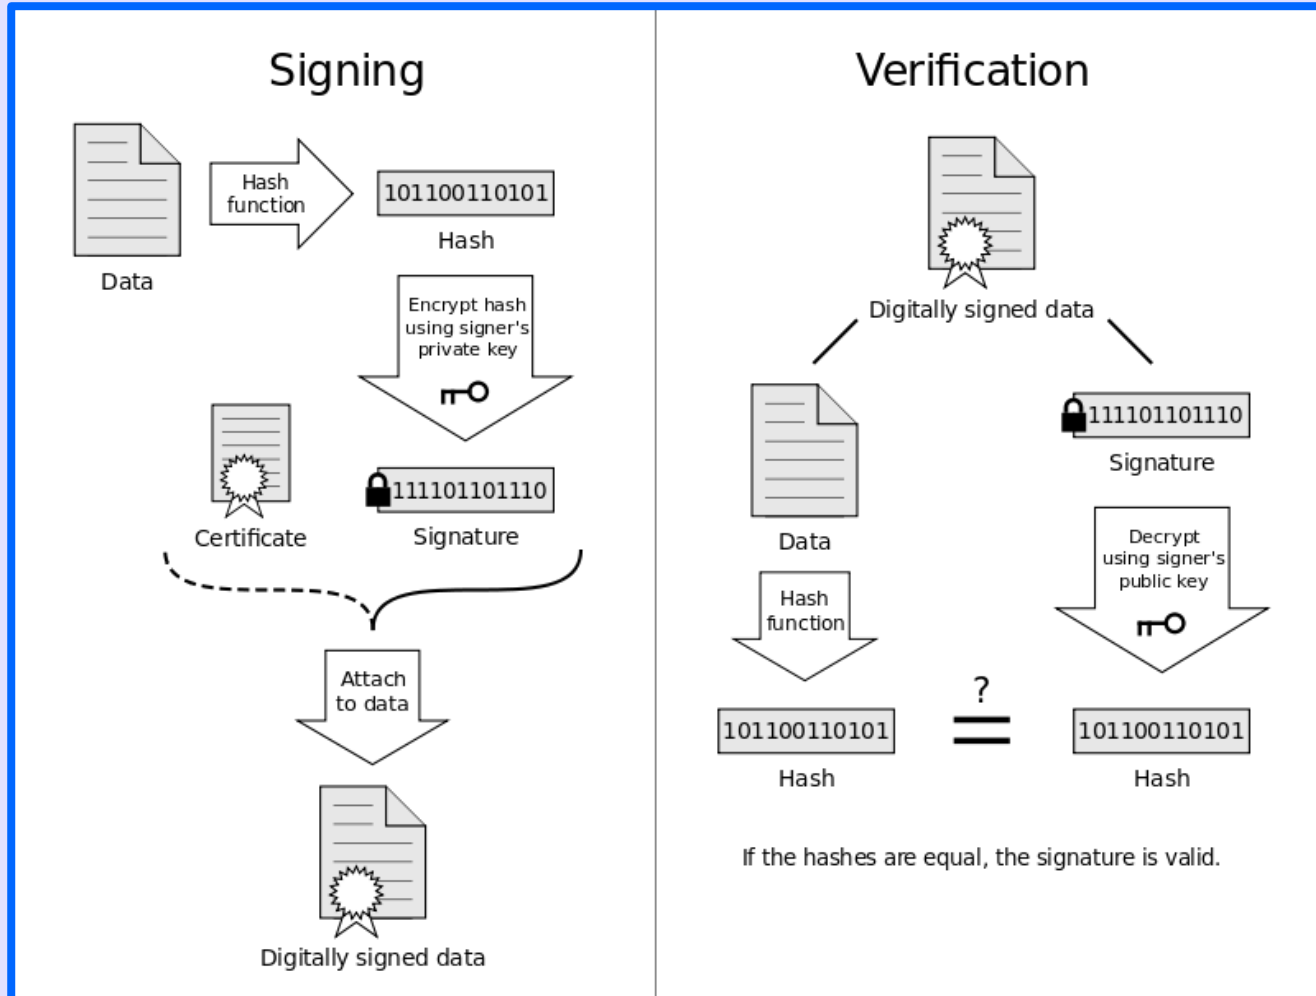 Signing
Hash
function
101100110101
Hash
Data
Encrypt hash
using signer's
private key
111101101110
Certificate
Signature
Attach
to data
Digitally signed data
Verification
Digitally signed data
111101101110
Signature
Data
Decrypt
using signer's
public key
Hash
function
?
101100110101
101100110101
Hash
Hash
If the hashes are equal, the signature is valid.